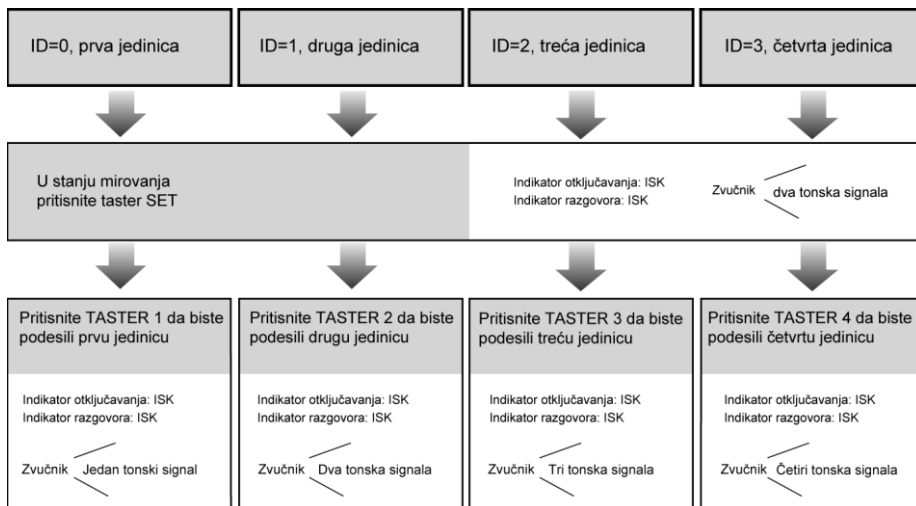 ID=0, prva jedinica
ID=1, druga jedinica
ID=2, treća jedinica
ID=3, četvrta jedinica
U stanju mirovanja
pritisnite taster SET
Indikator otključavanja: ISK
Indikator razgovora: ISK
Zvučnik
dva tonska signala
Pritisnite TASTER 1 da biste
podesili prvu jedinicu
Indikator otključavanja: ISK
Indikator razgovora: ISK
Zvučnik
Jedan tonski signal
Pritisnite TASTER 2 da biste
podesili drugu jedinicu
Indikator otključavanja: ISK
Indikator razgovora: ISK
Zvučnik
Dva tonska signala
Pritisnite TASTER 3 da biste
podesili treću jedinicu
Indikator otključavanja: ISK
Indikator razgovora: ISK
Zvučnik
Tri tonska signala
Pritisnite TASTER 4 da biste
podesili četvrtu jedinicu
Indikator otključavanja: ISK
Indikator razgovora: ISK
Zvučnik
Četiri tonska signala